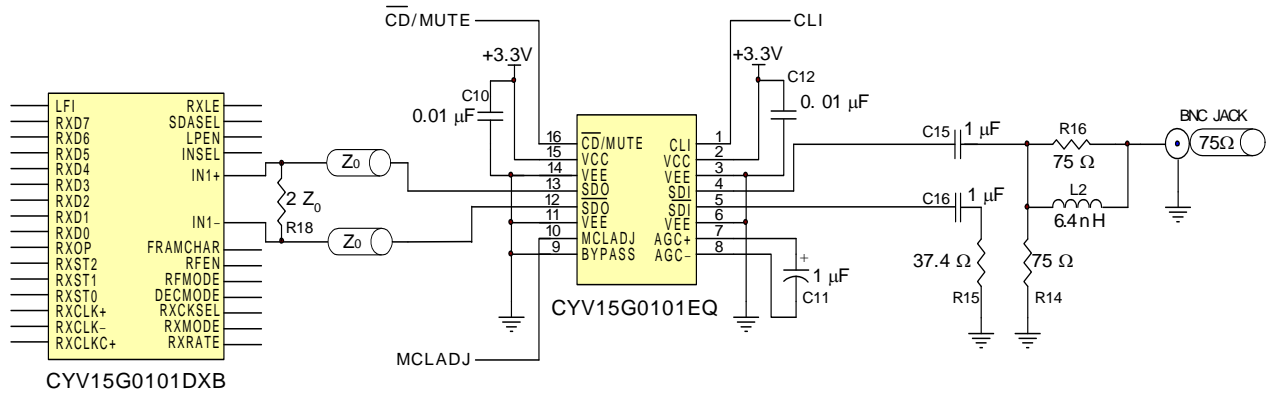 CD/MUTE
CLI
+3.3V
+3.3V
C10
0.01 µF
C12
0. 01 µF
LFI
RXD7
RXD6
RXD5
RXD4
RXD3
RXD2
RXD1
RXD0
RXOP
RXST2
RXST1
RXST0
RXCLK+
RXCLK–
RXCLKC+
RXLE
SDASEL
LPEN
INSEL
IN1+
IN1–
FRAMCHAR
RFEN
RFMODE
DECMODE
RXCKSEL
RXMODE
RXRATE
CYV15G0101DXB
Z0
2 Z0
R18
Z0
16 CD/MUTE
15 VCC
14 VEE
13 SDO
12 SDO
11 VEE
10 MCLADJ
9 BYPASS
CLI 1
VCC 2
VEE 3
SDI 4
SDI 5
VEE 6
AGC+ 7
AGC– 8
CYV15G0101EQ
MCLADJ
+
1 µF
C11
C15
1 µF
C16
1 µF
37.4 Ω
R15
R16
75 Ω
L2
6.4nH
75 Ω
R14
BNC JACK
75Ω